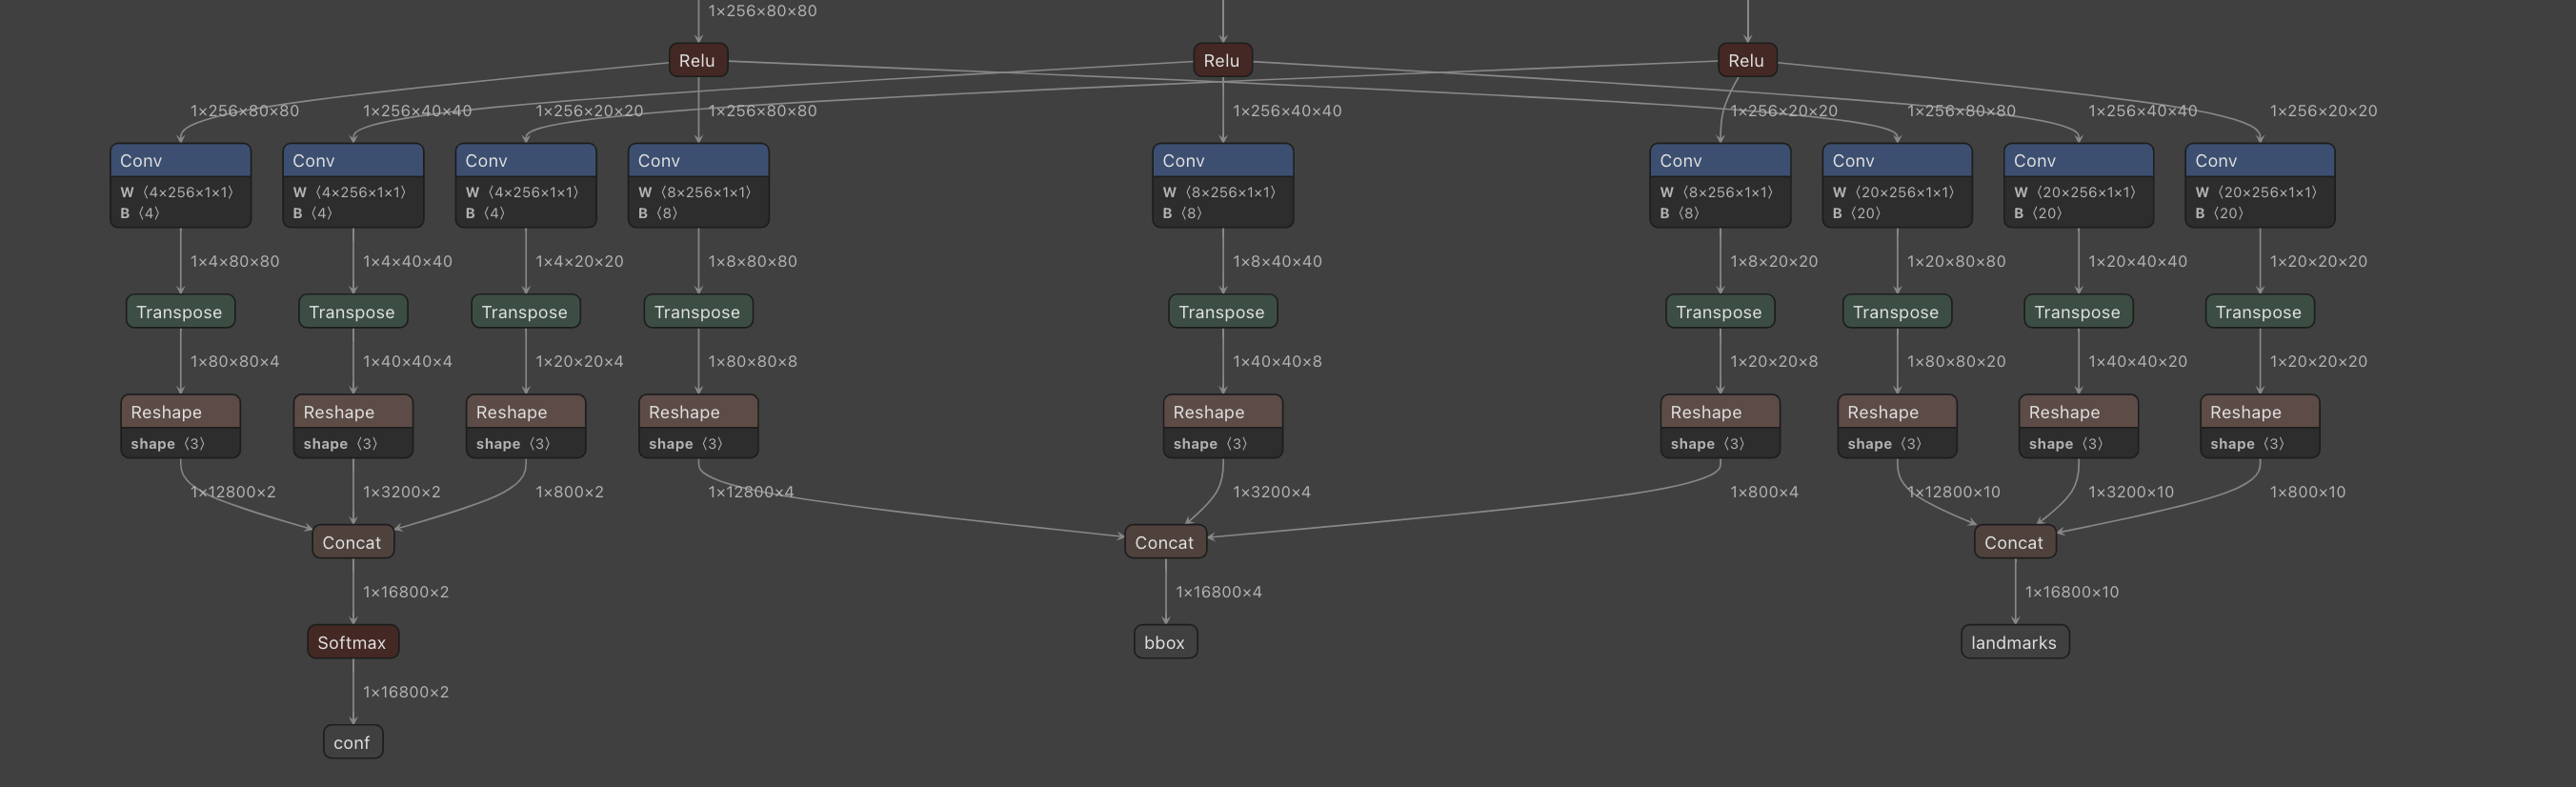 1×256×80×80
Relu Relu Relu
1×256×80×80 1×256×40×40 1×256×20×20 1×256×80×80 1×256×40×40 1×256×20×20 1×256×80×80 1×256×40×40 1×256×20×20
Conv Conv Conv Conv Conv Conv Conv Conv Conv
W ⟨4×256×1×1⟩ W ⟨4×256×1×1⟩ W ⟨4×256×1×1⟩ W ⟨8×256×1×1⟩ W ⟨8×256×1×1⟩ W ⟨8×256×1×1⟩ W ⟨20×256×1×1⟩ W ⟨20×256×1×1⟩ W ⟨20×256×1×1⟩
B ⟨4⟩ B ⟨4⟩ B ⟨4⟩ B ⟨8⟩ B ⟨8⟩ B ⟨8⟩ B ⟨20⟩ B ⟨20⟩ B ⟨20⟩
1×4×80×80 1×4×40×40 1×4×20×20 1×8×80×80 1×8×40×40 1×8×20×20 1×20×80×80 1×20×40×40 1×20×20×20
Transpose Transpose Transpose Transpose Transpose Transpose Transpose Transpose Transpose
1×80×80×4 1×40×40×4 1×20×20×4 1×80×80×8 1×40×40×8 1×20×20×8 1×80×80×20 1×40×40×20 1×20×20×20
Reshape Reshape Reshape Reshape Reshape Reshape Reshape Reshape Reshape
shape ⟨3⟩ shape ⟨3⟩ shape ⟨3⟩ shape ⟨3⟩ shape ⟨3⟩ shape ⟨3⟩ shape ⟨3⟩ shape ⟨3⟩ shape ⟨3⟩
1×12800×2 1×3200×2 1×800×2 1×12800×4 1×3200×4 1×800×4 1×12800×10 1×3200×10 1×800×10
Concat Concat Concat
1×16800×2 1×16800×4 1×16800×10
Softmax bbox landmarks
1×16800×2
conf